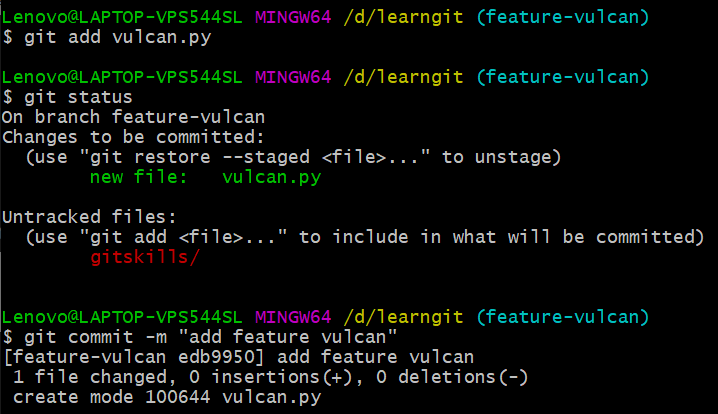 Lenovo@LAPTOP-VPS544SL MINGW64 /d/learngit (feature-vulcan)
$ git add vulcan.py
Lenovo@LAPTOP-VPS544SL MINGW64 /d/learngit (feature-vulcan)
$ git status
On branch feature-vulcan
Changes to be committed:
  (use "git restore --staged <file>..." to unstage)
        new file:   vulcan.py
Untracked files:
  (use "git add <file>..." to include in what will be committed)
        gitskills/
Lenovo@LAPTOP-VPS544SL MINGW64 /d/learngit (feature-vulcan)
$ git commit -m "add feature vulcan"
[feature-vulcan edb9950] add feature vulcan
 1 file changed, 0 insertions(+), 0 deletions(-)
 create mode 100644 vulcan.py